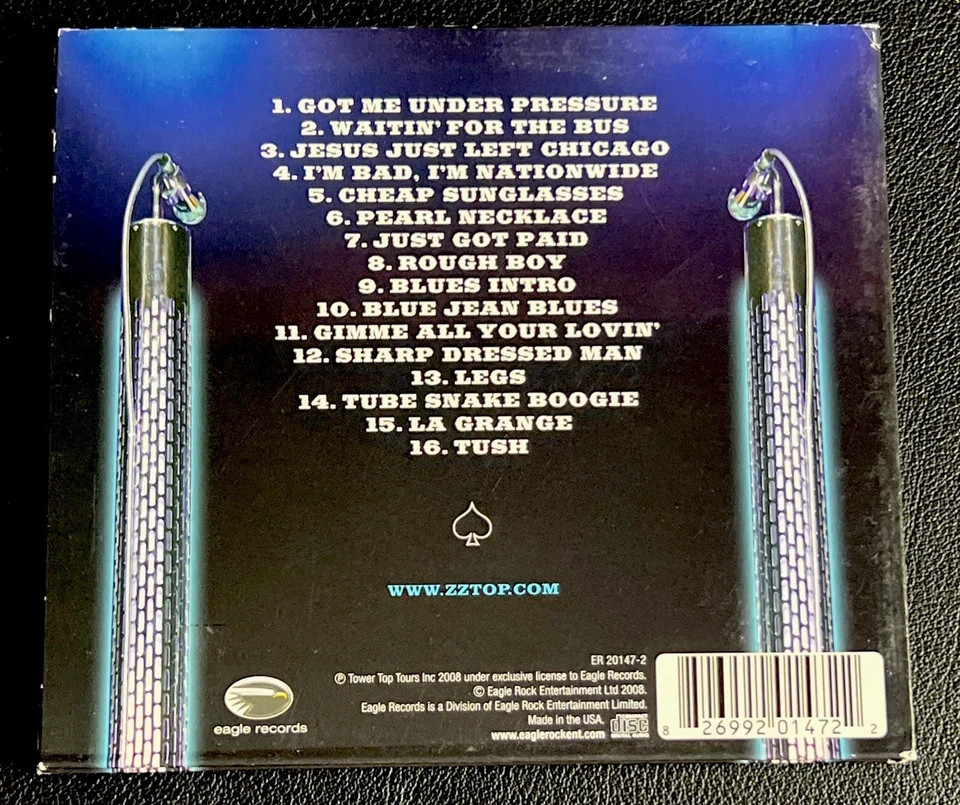 1. GOT ME UNDER PRESSURE
2. WAITIN' FOR THE BUS
3. JESUS JUST LEFT CHICAGO
4. I'M BAD, I'M NATIONWIDE
5. CHEAP SUNGLASSES
6. PEARL NECKLACE
7. JUST GOT PAID
8. ROUGH BOY
9. BLUES INTRO
10. BLUE JEAN BLUES
11. GIMME ALL YOUR LOVIN'
12. SHARP DRESSED MAN
13. LEGS
14. TUBE SNAKE BOOGIE
15. LA GRANGE
16. TUSH
WWW.ZZTOP.COM
eagle records
ER 20147-2
℗ Tower Top Tours Inc 2008 under exclusive license to Eagle Records.
© Eagle Rock Entertainment Ltd 2008.
Eagle Records is a Division of Eagle Rock Entertainment Limited.
Made in the USA.
www.eaglerockent.com
COMPACT disc DIGITAL AUDIO
8 26992 01472 2